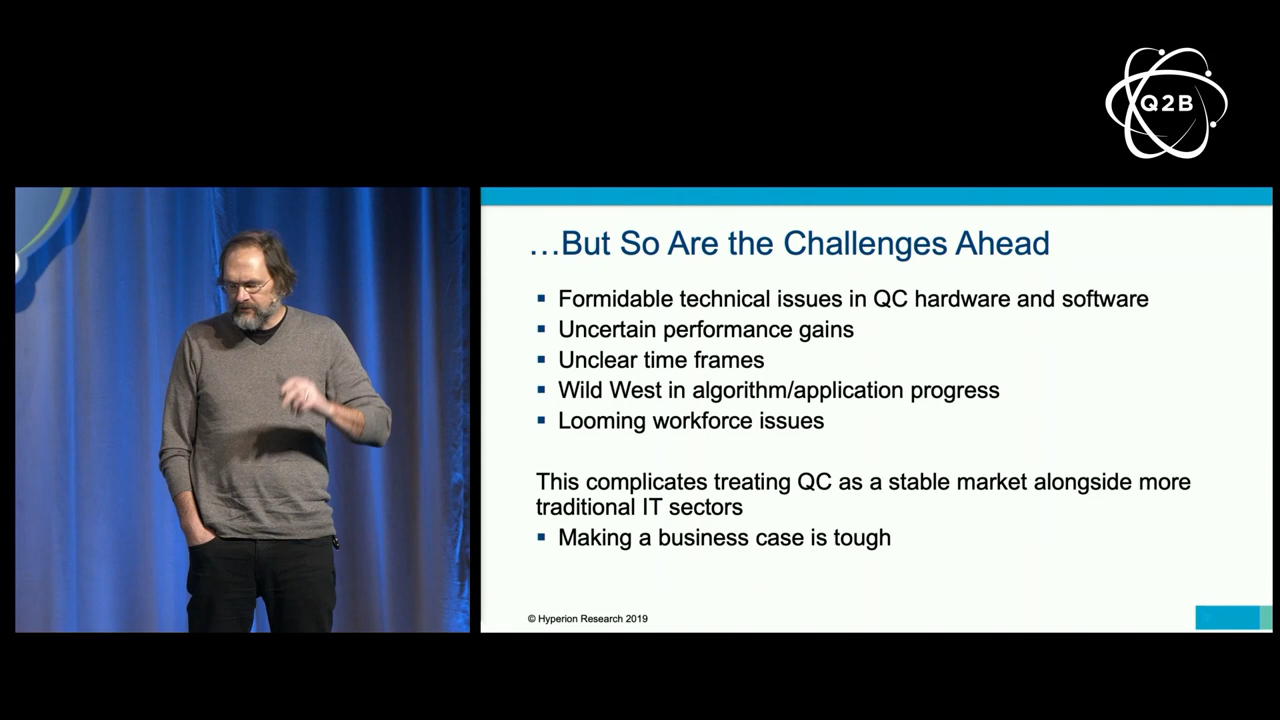 Q2B
…But So Are the Challenges Ahead
▪ Formidable technical issues in QC hardware and software
▪ Uncertain performance gains
▪ Unclear time frames
▪ Wild West in algorithm/application progress
▪ Looming workforce issues
This complicates treating QC as a stable market alongside more
traditional IT sectors
▪ Making a business case is tough
© Hyperion Research 2019